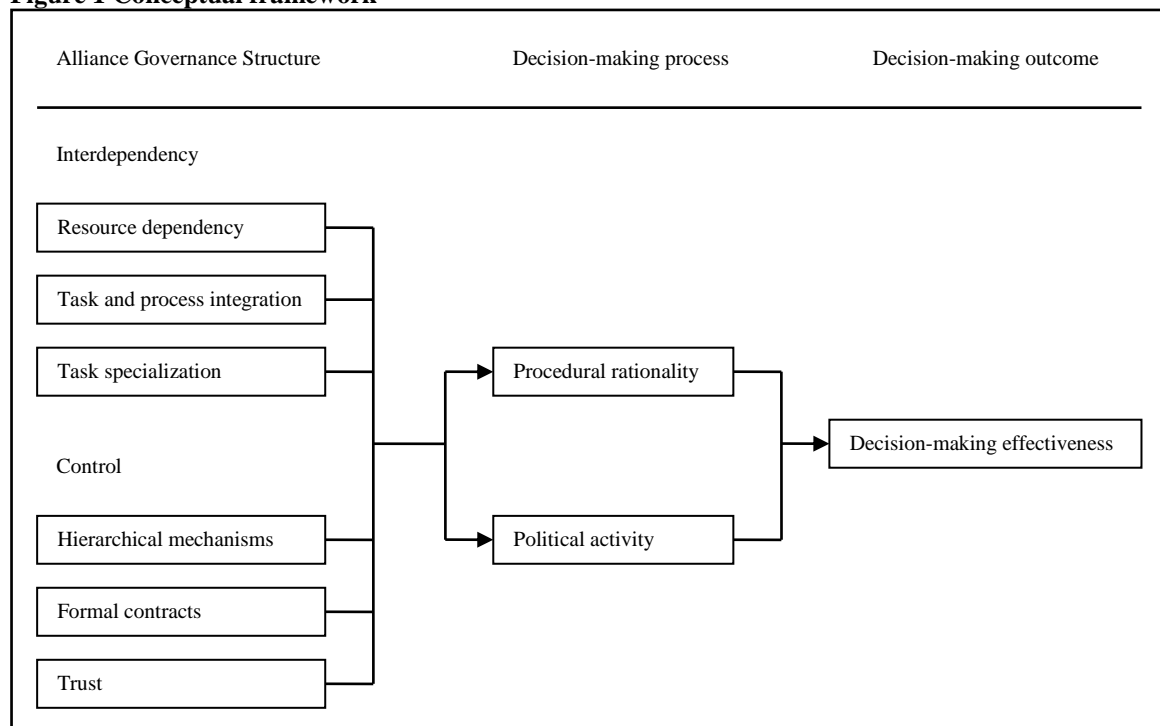 Figure 1 Conceptual framework
Alliance Governance Structure
Decision-making process
Decision-making outcome
Interdependency
Resource dependency
Task and process integration
Task specialization
Procedural rationality
Decision-making effectiveness
Control
Hierarchical mechanisms
Political activity
Formal contracts
Trust